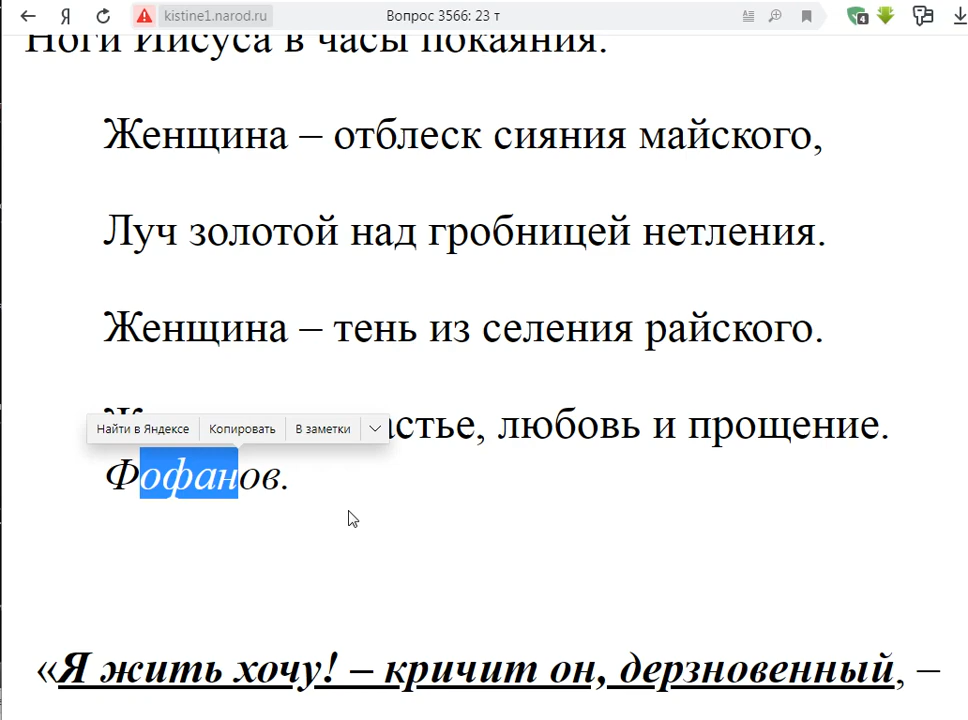 kistine1.narod.ru
Вопрос 3566: 23 т
4
Ноги Иисуса в часы покаяния.
Женщина – отблеск сияния майского,
Луч золотой над гробницей нетления.
Женщина – тень из селения райского.
астье, любовь и прощение.
Найти в Яндексе Копировать В заметки
Фофанов.
«Я жить хочу! – кричит он, дерзновенный, –